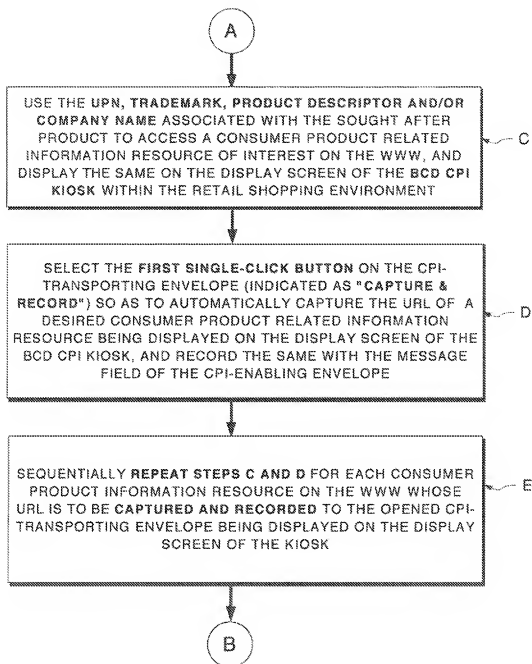 A
USE THE UPN, TRADEMARK, PRODUCT DESCRIPTOR AND/OR
COMPANY NAME ASSOCIATED WITH THE SOUGHT AFTER
PRODUCT TO ACCESS A CONSUMER PRODUCT RELATED
INFORMATION RESOURCE OF INTEREST ON THE WWW, AND
DISPLAY THE SAME ON THE DISPLAY SCREEN OF THE BCD CPI
KIOSK WITHIN THE RETAIL SHOPPING ENVIRONMENT
C
SELECT THE FIRST SINGLE-CLICK BUTTON ON THE CPI-
TRANSPORTING ENVELOPE (INDICATED AS "CAPTURE &
RECORD") SO AS TO AUTOMATICALLY CAPTURE THE URL OF A
DESIRED CONSUMER PRODUCT RELATED INFORMATION
RESOURCE BEING DISPLAYED ON THE DISPLAY SCREEN OF THE
BCD CPI KIOSK, AND RECORD THE SAME WITH THE MESSAGE
FIELD OF THE CPI-ENABLING ENVELOPE
D
SEQUENTIALLY REPEAT STEPS C AND D FOR EACH CONSUMER
PRODUCT INFORMATION RESOURCE ON THE WWW WHOSE
URL IS TO BE CAPTURED AND RECORDED TO THE OPENED CPI-
TRANSPORTING ENVELOPE BEING DISPLAYED ON THE DISPLAY
SCREEN OF THE KIOSK
E
B